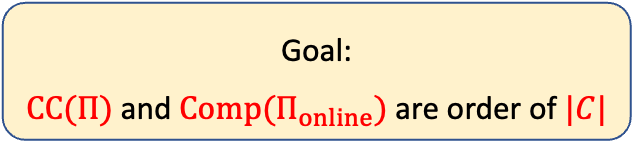 Goal:
CC(Π) and Comp(Π_online) are order of |C|